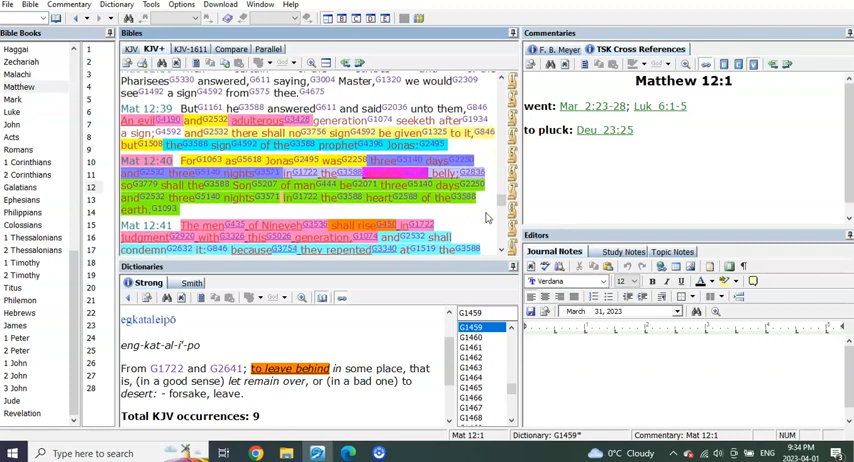 File View Bible Commentary Dictionary Tools Options Download Window Help
B C D E
Bible Books
Haggai
Zechariah
Malachi
Matthew
Mark
Luke
John
Acts
Romans
1 Corinthians
2 Corinthians
Galatians
Ephesians
Philippians
Colossians
1 Thessalonians
2 Thessalonians
1 Timothy
2 Timothy
Titus
Philemon
Hebrews
James
1 Peter
2 Peter
1 John
2 John
3 John
Jude
Revelation
1
2
3
4
5
6
7
8
9
10
11
12
13
14
15
16
17
18
19
20
21
22
23
24
25
26
27
28
Bibles
KJV KJV+ KJV-1611 Compare Parallel
Pharisees G5330 answered, G611 saying, G3004 Master, G1320 we would G2309
see G1492 a sign G4592 from G575 thee. G4675
Mat 12:39 But G1161 he G3588 answered G611 and G2532 said G2036 unto them, G846
An evil G4190 and G2532 adulterous G3428 generation G1074 seeketh after G1934
a sign; G4592 and G2532 there shall no G3756 sign G4592 be given G1325 to it, G846
but G1508 the G3588 sign G4592 of the G3588 prophet G4396 Jonas: G2495
Mat 12:40 For G1063 as G5618 Jonas G2495 was G2258 three G5140 days G2250
and G2532 three G5140 nights G3571 in G1722 the G3588 belly; G2836
so G3779 shall the G3588 Son G5207 of man G444 be G2071 three G5140 days G2250
and G2532 three G5140 nights G3571 in G1722 the G3588 heart G2588 of the G3588
earth. G1093
Mat 12:41 The men G435 of Nineveh G3536 shall rise G450 in G1722
judgment G2920 with G3326 this G5026 generation, G1074 and G2532 shall
condemn G2632 it: G846 because G3754 they repented G3340 at G1519 the G3588
Dictionaries
Strong Smith
egkataleipō
eng-kat-al-i'-po
From G1722 and G2641; to leave behind in some place, that
is, (in a good sense) let remain over, or (in a bad one) to
desert: - forsake, leave.
Total KJV occurrences: 9
G1459
G1459
G1460
G1461
G1462
G1463
G1464
G1465
G1466
G1467
G1468
Commentaries
F. B. Meyer TSK Cross References
Matthew 12:1
went: Mar_2:23-28; Luk_6:1-5
to pluck: Deu_23:25
Editors
Journal Notes Study Notes Topic Notes
Verdana 12 B I U A
March 31, 2023
Mat 12:1 Dictionary: G1459* Commentary: Mat 12:1 NUM
Type here to search
0°C Cloudy ENG 9:34 PM
2023-04-01